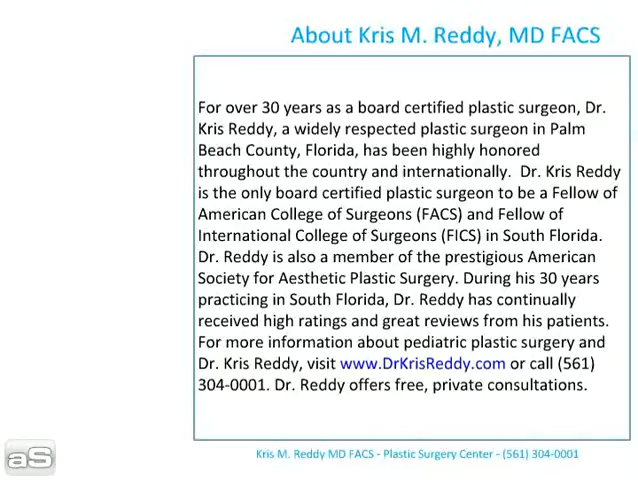 About Kris M. Reddy, MD FACS
For over 30 years as a board certified plastic surgeon, Dr.
Kris Reddy, a widely respected plastic surgeon in Palm
Beach County, Florida, has been highly honored
throughout the country and internationally.  Dr. Kris Reddy
is the only board certified plastic surgeon to be a Fellow of
American College of Surgeons (FACS) and Fellow of
International College of Surgeons (FICS) in South Florida.
Dr. Reddy is also a member of the prestigious American
Society for Aesthetic Plastic Surgery. During his 30 years
practicing in South Florida, Dr. Reddy has continually
received high ratings and great reviews from his patients.
For more information about pediatric plastic surgery and
Dr. Kris Reddy, visit www.DrKrisReddy.com or call (561)
304-0001. Dr. Reddy offers free, private consultations.
Kris M. Reddy MD FACS - Plastic Surgery Center - (561) 304-0001
aS